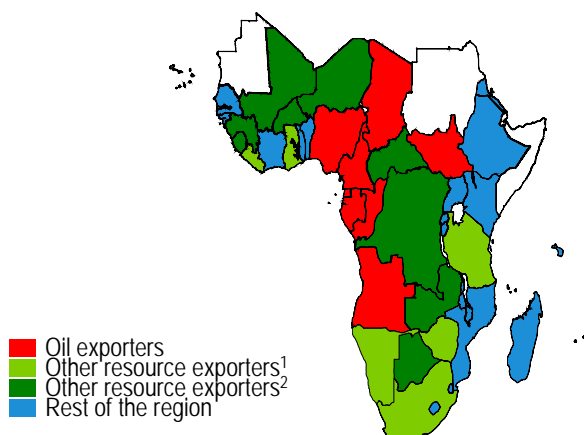 Oil exporters
Other resource exporters1
Other resource exporters2
Rest of the region